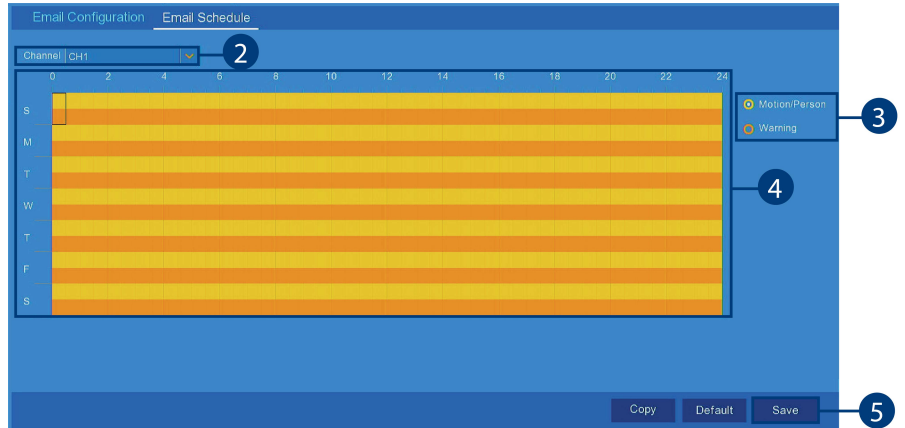 Email Configuration Email Schedule
Channel CH1 2
0 2 4 6 8 10 12 14 16 18 20 22 24
S
Motion/Person
3
Warning
M
T
4
W
T
F
S
Copy Default Save 5